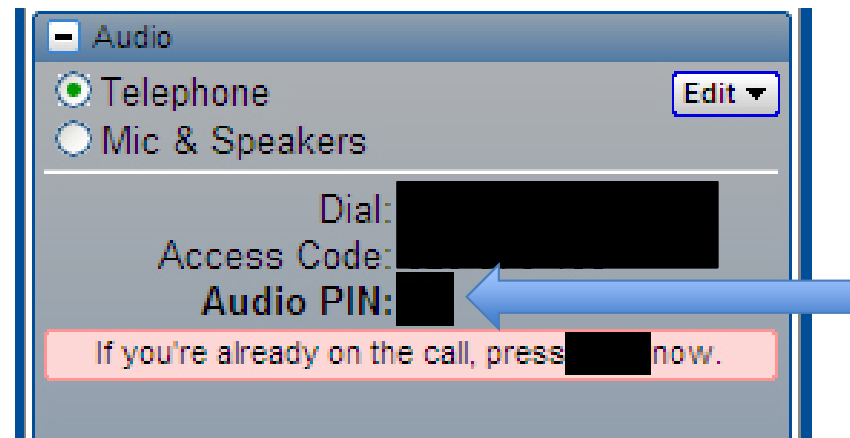 Audio
Telephone
Edit
Mic & Speakers
Dial:
Access Code:
Audio PIN:
If you're already on the call, press now.